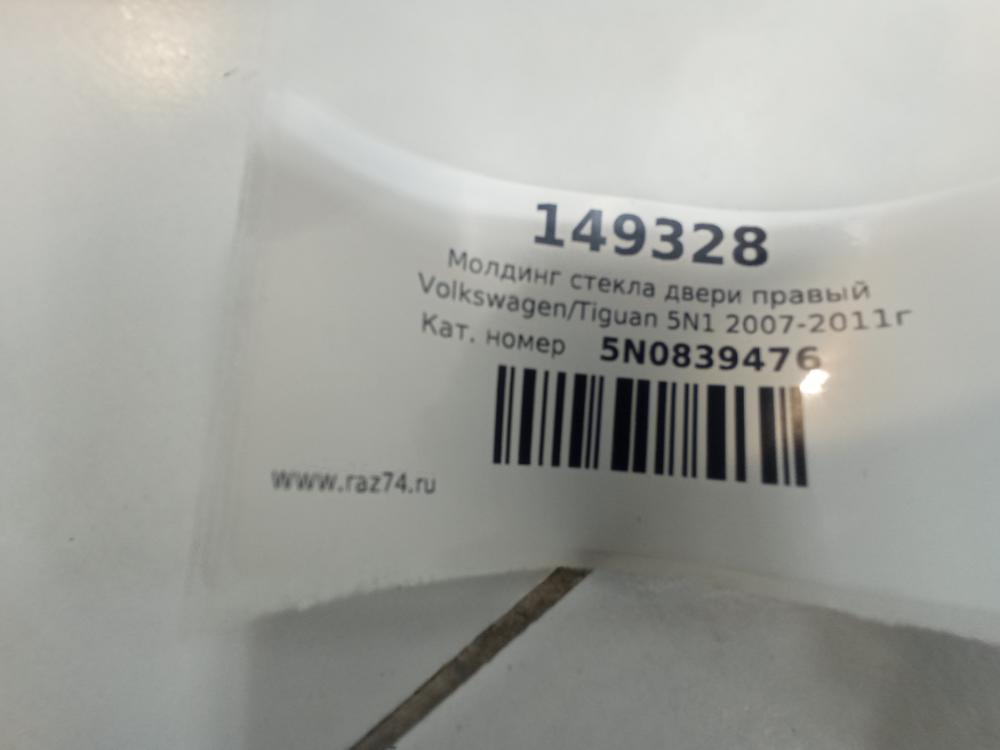 149328
Молдинг стекла двери правый
Volkswagen/Tiguan 5N1 2007-2011г
Кат. номер 5N0839476
www.raz74.ru